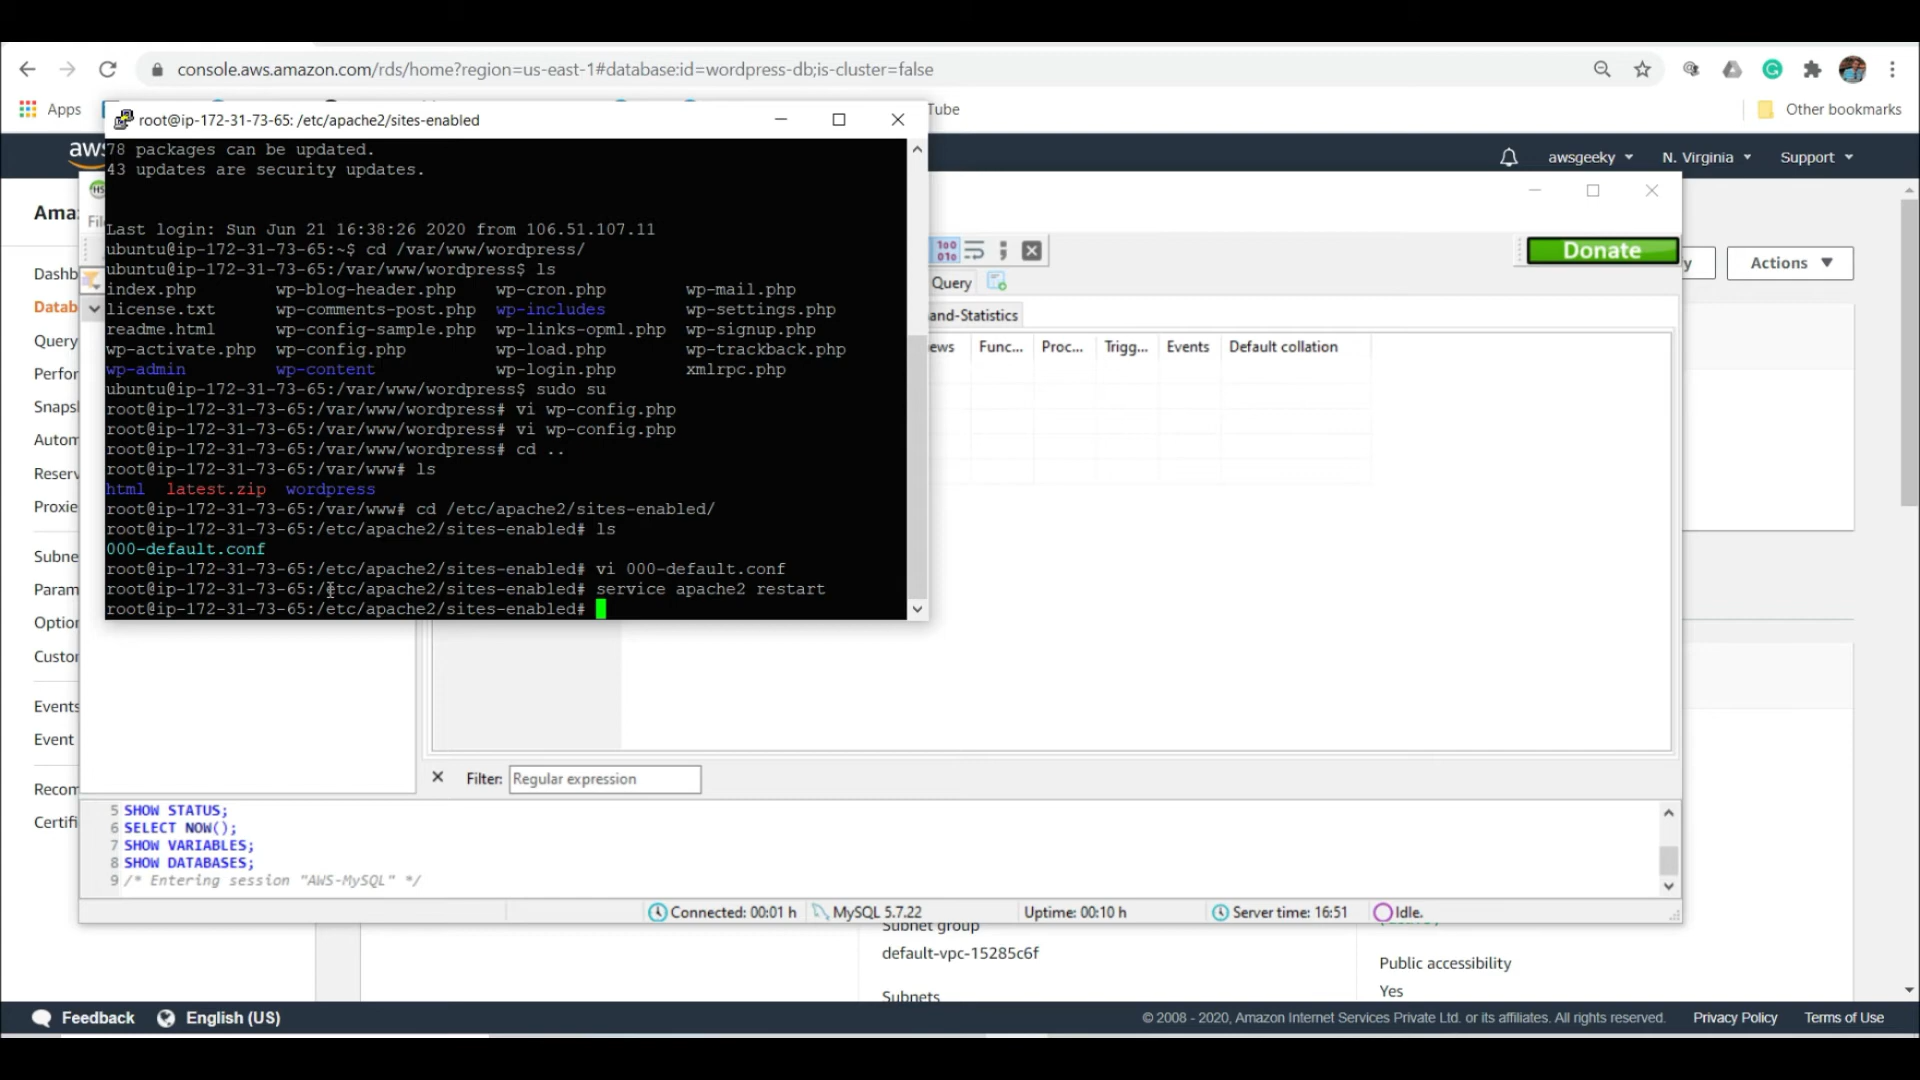 console.aws.amazon.com/rds/home?region=us-east-1#database:id=wordpress-db;is-cluster=false
Apps
Tube
Other bookmarks
root@ip-172-31-73-65: /etc/apache2/sites-enabled
aws
awsgeeky
N. Virginia
Support
78 packages can be updated.
43 updates are security updates.
Last login: Sun Jun 21 16:38:26 2020 from 106.51.107.11
ubuntu@ip-172-31-73-65:~$ cd /var/www/wordpress/
ubuntu@ip-172-31-73-65:/var/www/wordpress$ ls
index.php wp-blog-header.php wp-cron.php wp-mail.php
license.txt wp-comments-post.php wp-includes wp-settings.php
readme.html wp-config-sample.php wp-links-opml.php wp-signup.php
wp-activate.php wp-config.php wp-load.php wp-trackback.php
wp-admin wp-content wp-login.php xmlrpc.php
ubuntu@ip-172-31-73-65:/var/www/wordpress$ sudo su
root@ip-172-31-73-65:/var/www/wordpress# vi wp-config.php
root@ip-172-31-73-65:/var/www/wordpress# vi wp-config.php
root@ip-172-31-73-65:/var/www/wordpress# cd ..
root@ip-172-31-73-65:/var/www# ls
html latest.zip wordpress
root@ip-172-31-73-65:/var/www# cd /etc/apache2/sites-enabled/
root@ip-172-31-73-65:/etc/apache2/sites-enabled# ls
000-default.conf
root@ip-172-31-73-65:/etc/apache2/sites-enabled# vi 000-default.conf
root@ip-172-31-73-65:/etc/apache2/sites-enabled# service apache2 restart
root@ip-172-31-73-65:/etc/apache2/sites-enabled#
Ama
HS
Fil
Dashb
Datab
Query
Perfor
Snaps
Autom
Reserv
Proxie
Subne
Param
Optio
Custo
Events
Event
Recom
Certifi
100
010
Donate
y
Actions
Query
and-Statistics
ews Func... Proc... Trigg... Events Default collation
Filter: Regular expression
5 SHOW STATUS;
6 SELECT NOW();
7 SHOW VARIABLES;
8 SHOW DATABASES;
9 /* Entering session "AWS-MySQL" */
Connected: 00:01 h
MySQL 5.7.22
Uptime: 00:10 h
Server time: 16:51
Idle.
Subnet group
default-vpc-15285c6f
Subnets
Public accessibility
Yes
Feedback
English (US)
© 2008 - 2020, Amazon Internet Services Private Ltd. or its affiliates. All rights reserved.
Privacy Policy
Terms of Use